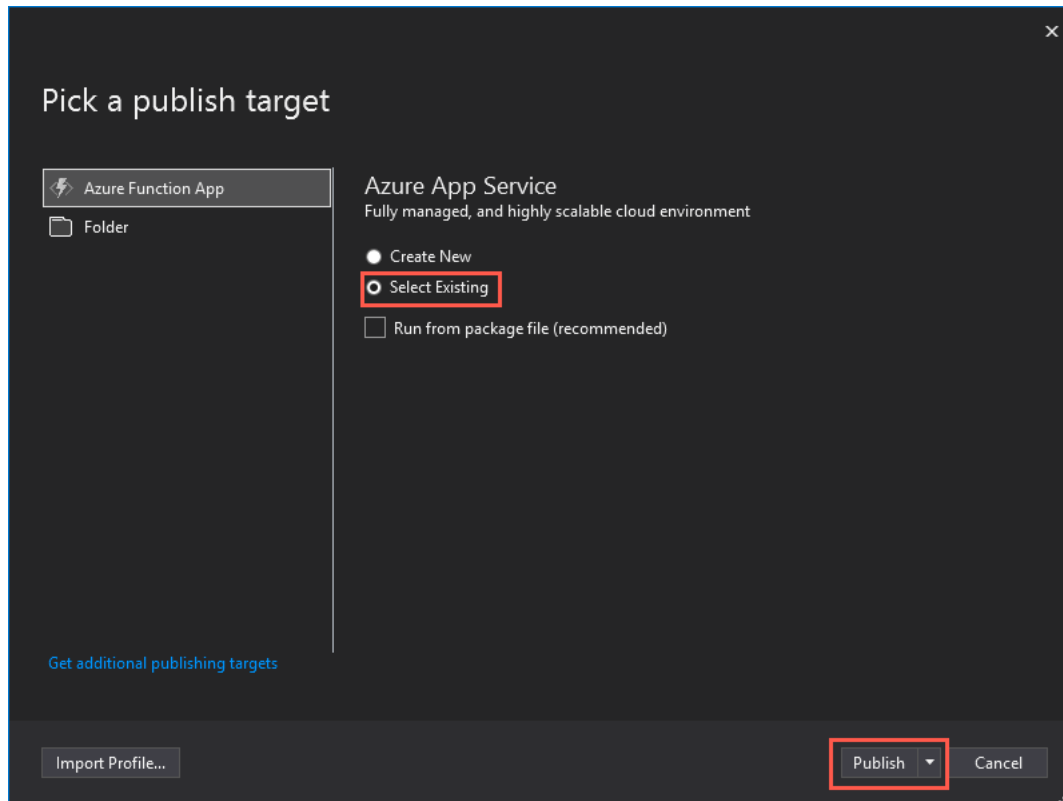 Pick a publish target
Azure Function App
Folder
Get additional publishing targets
Azure App Service
Fully managed, and highly scalable cloud environment
Create New
Select Existing
Run from package file (recommended)
Import Profile...
Publish
Cancel